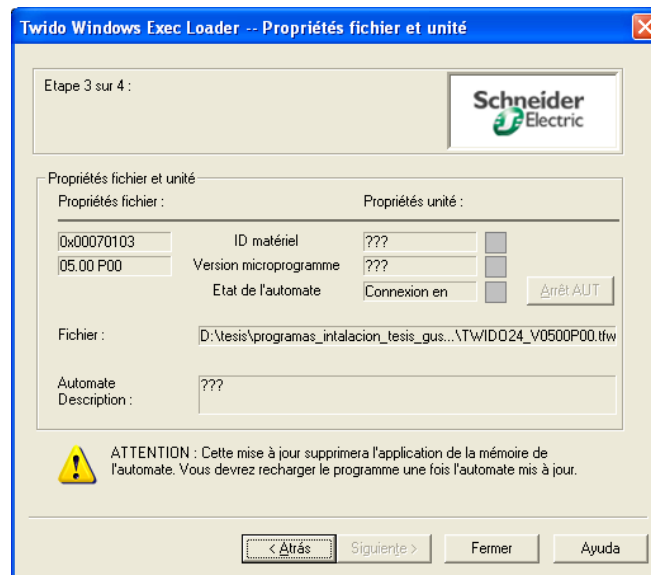 Twido Windows Exec Loader -- Propriétés fichier et unité
Etape 3 sur 4 :
Schneider
Electric
Propriétés fichier et unité
Propriétés fichier :
Propriétés unité :
0x00070103
ID matériel
???
05.00 P00
Version microprogramme
???
Etat de l'automate
Connexion en
Arrêt AUT
Fichier :
D:\tesis\programas_intalacion_tesis_gus...\TWIDO24_V0500P00.tfw
Automate
Description :
???
ATTENTION : Cette mise à jour supprimera l'application de la mémoire de
l'automate. Vous devrez recharger le programme une fois l'automate mis à jour.
< Atrás
Siguiente >
Fermer
Ayuda